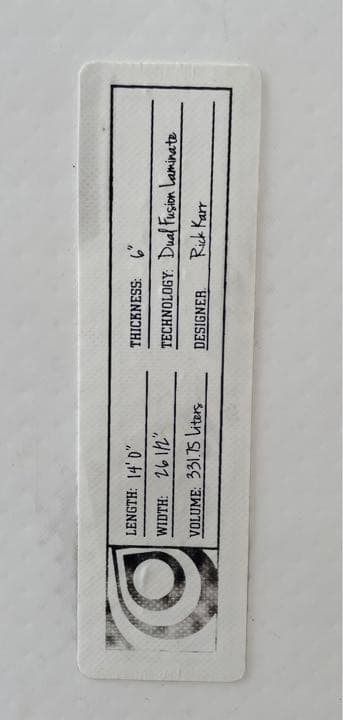 LENGTH: 14' 0"
WIDTH: 26 1/2"
VOLUME: 331.75 Liters
THICKNESS: 6"
TECHNOLOGY: Dual Fusion Laminate
DESIGNER: Rick Karr